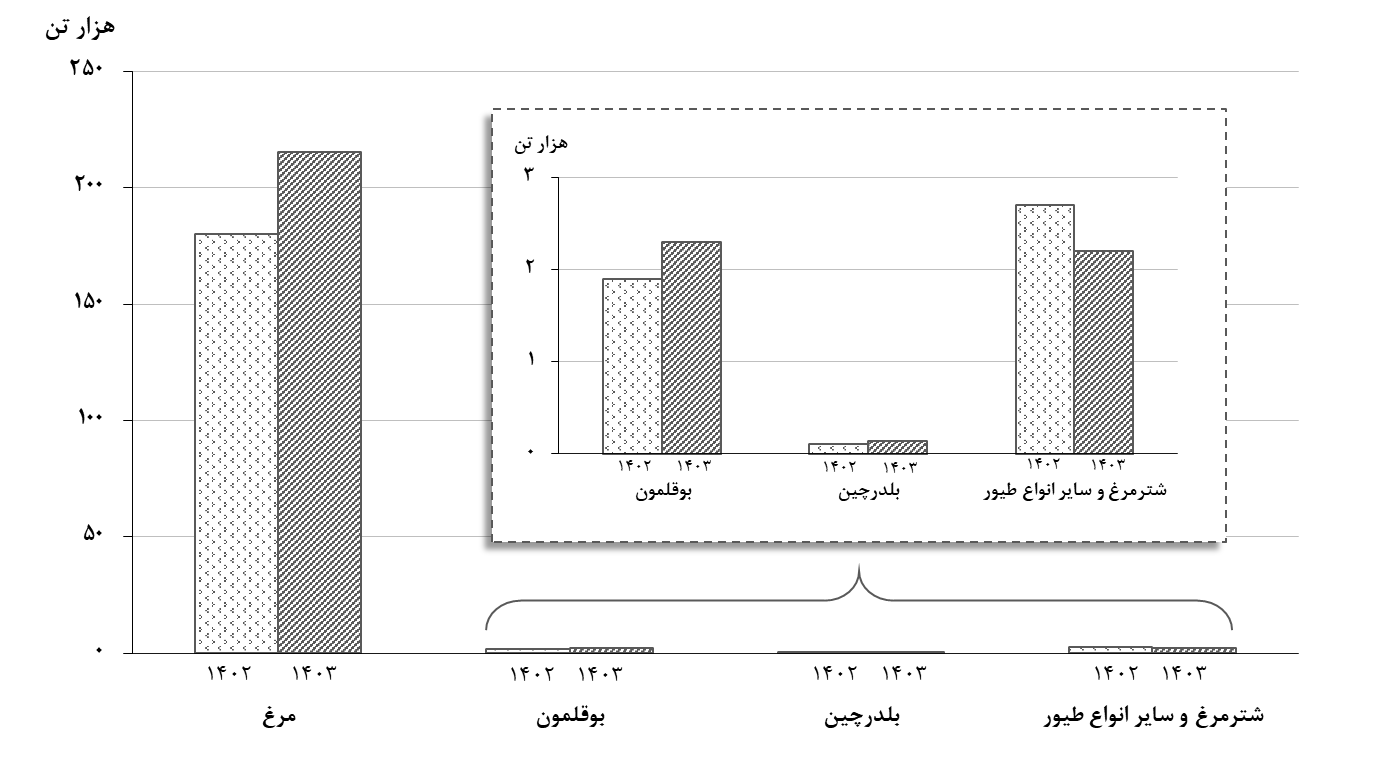 هزار تن
۲۵۰
۲۰۰
۱۵۰
۱۰۰
۵۰
۰
هزار تن
۳
۲
۱
۰
۱۴۰۲ ۱۴۰۳ ۱۴۰۲ ۱۴۰۳ ۱۴۰۲ ۱۴۰۳
بوقلمون بلدرچین شترمرغ و سایر انواع طیور
۱۴۰۲ ۱۴۰۳ ۱۴۰۲ ۱۴۰۳ ۱۴۰۲ ۱۴۰۳ ۱۴۰۲ ۱۴۰۳
مرغ بوقلمون بلدرچین شترمرغ و سایر انواع طیور